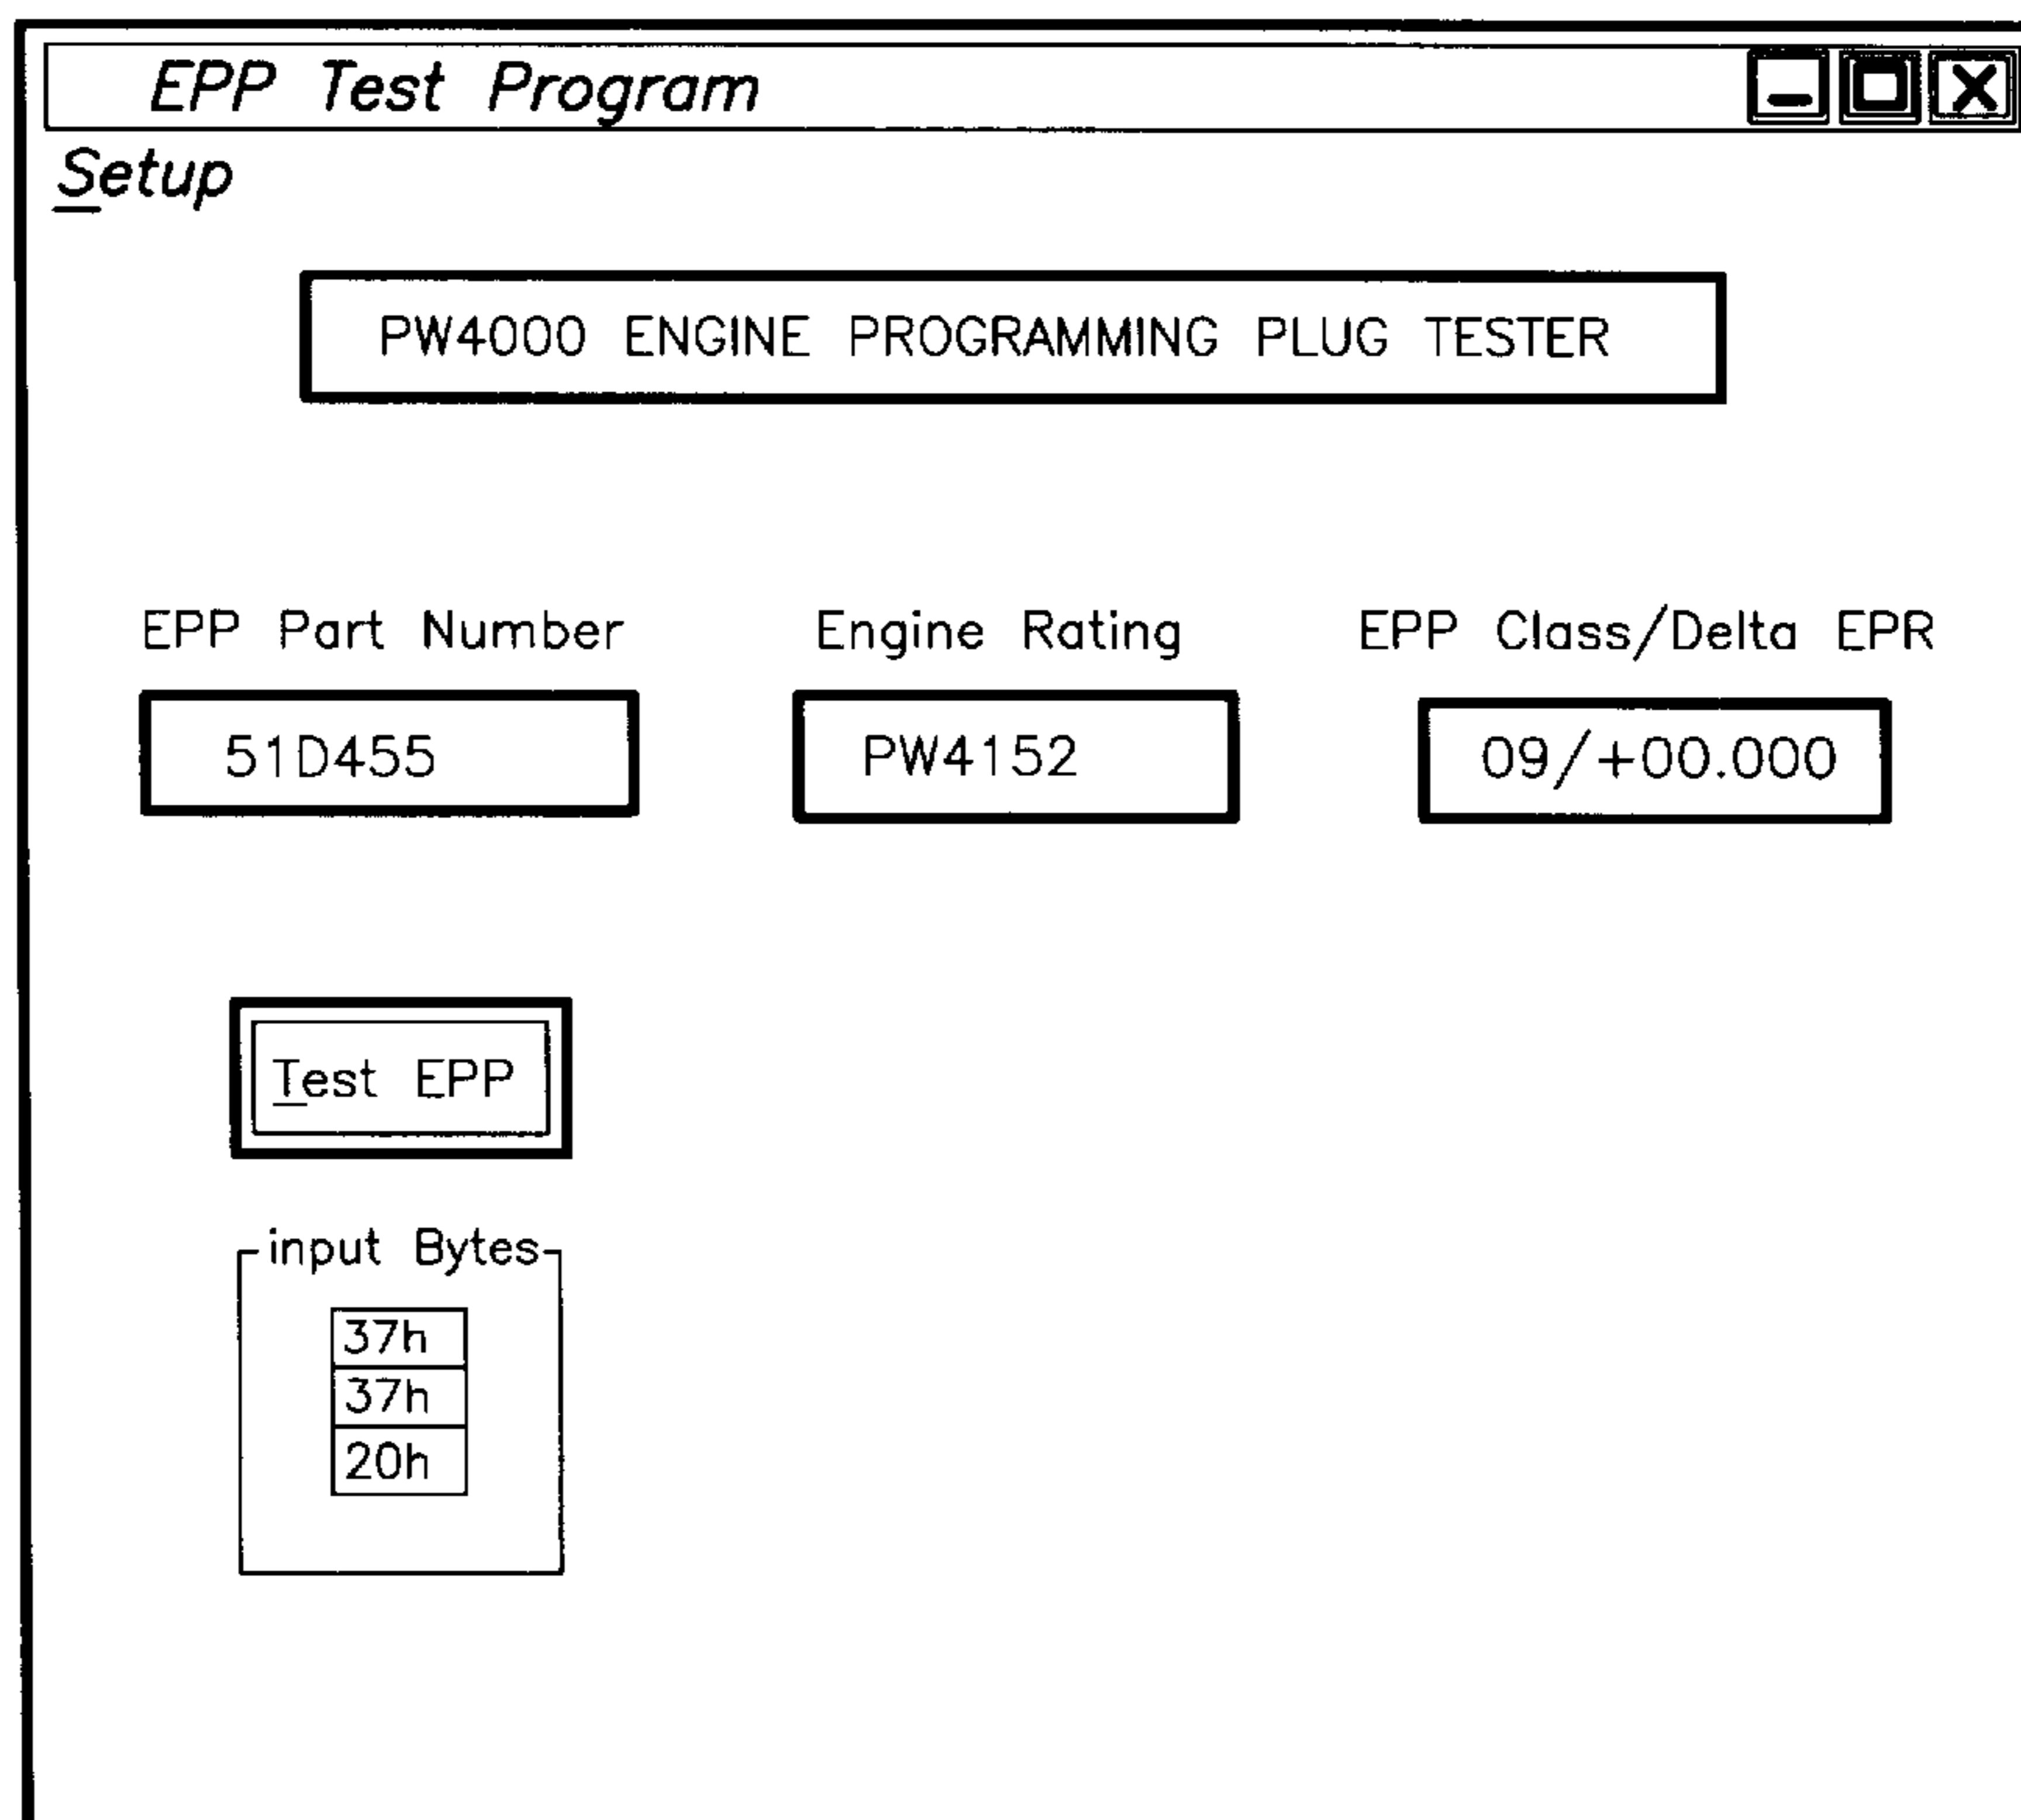 EPP Test Program
Setup
PW4000 ENGINE PROGRAMMING PLUG TESTER
EPP Part Number Engine Rating EPP Class/Delta EPR
51D455 PW4152 09/+00.000
Test EPP
input Bytes
37h
37h
20h